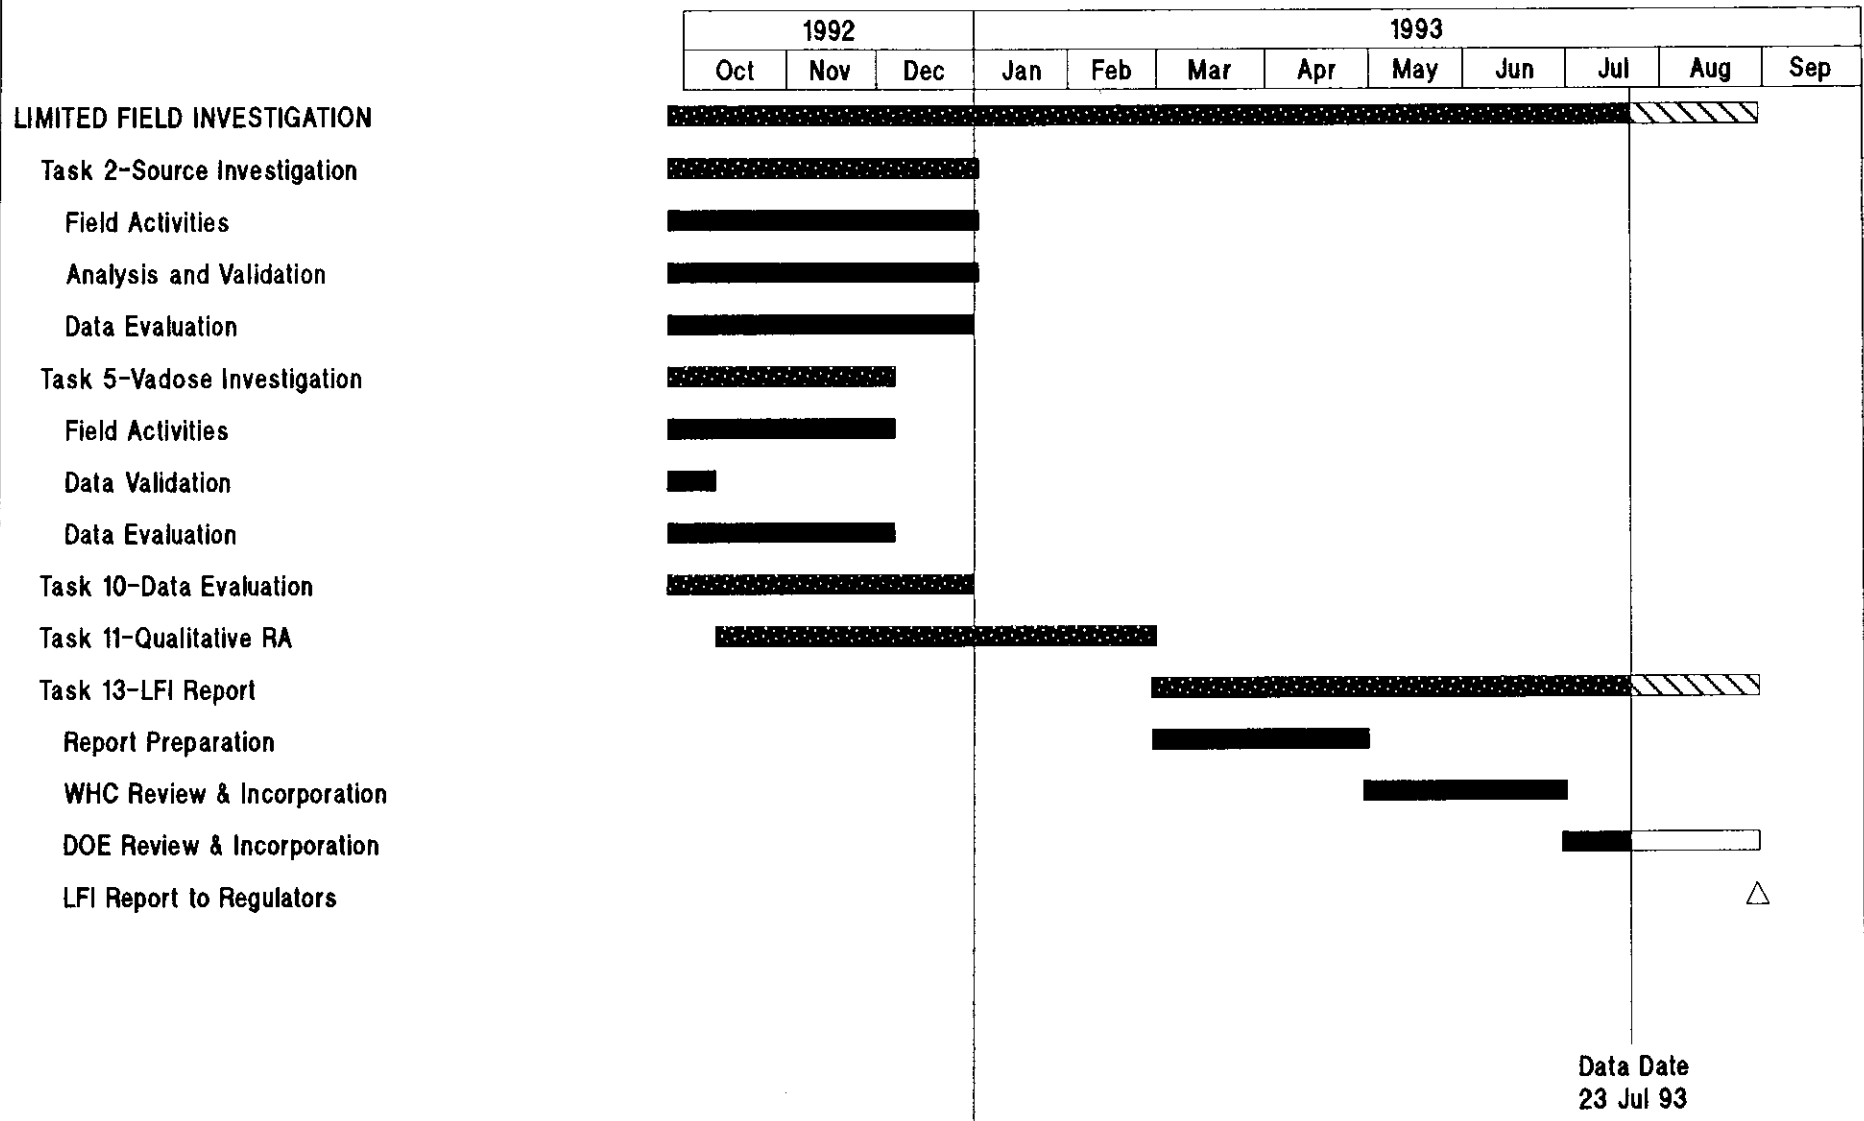 1992 1993
Oct Nov Dec Jan Feb Mar Apr May Jun Jul Aug Sep
LIMITED FIELD INVESTIGATION
Task 2-Source Investigation
Field Activities
Analysis and Validation
Data Evaluation
Task 5-Vadose Investigation
Field Activities
Data Validation
Data Evaluation
Task 10-Data Evaluation
Task 11-Qualitative RA
Task 13-LFI Report
Report Preparation
WHC Review & Incorporation
DOE Review & Incorporation
LFI Report to Regulators
Data Date
23 Jul 93